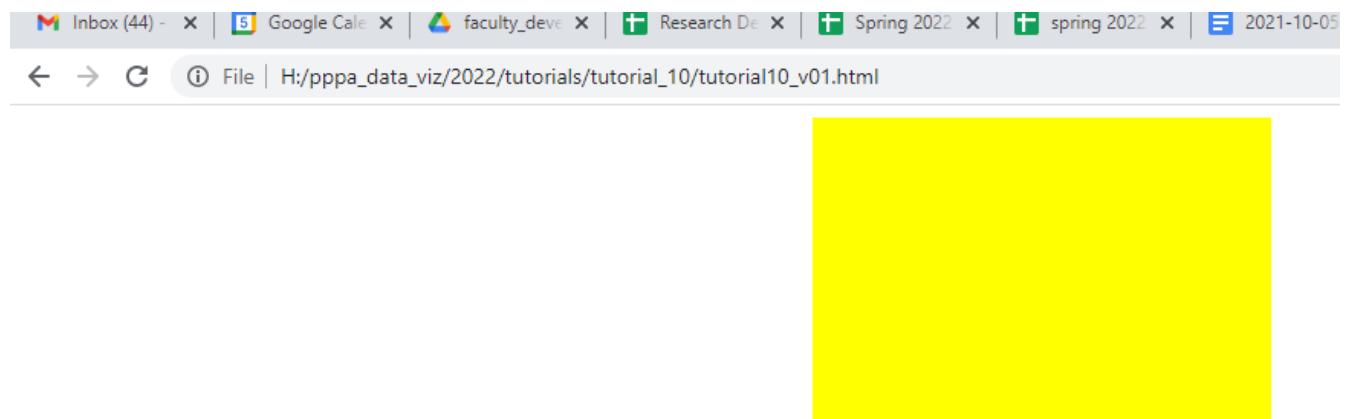 Inbox (44) - 5 Google Cale faculty_deve Research De Spring 2022 spring 2022 2021-10-05
File H:/pppa_data_viz/2022/tutorials/tutorial_10/tutorial10_v01.html